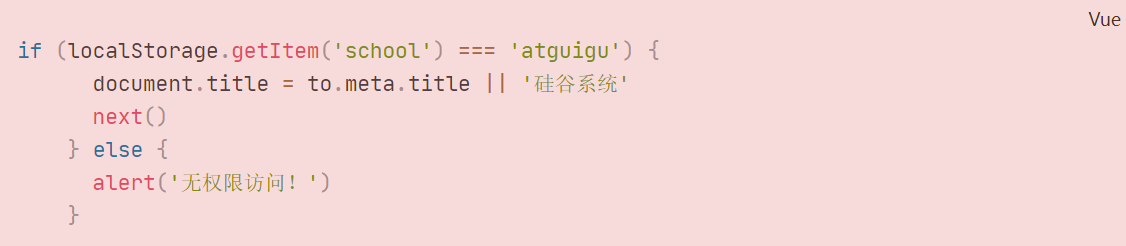 Vue
if (localStorage.getItem('school') === 'atguigu') {
      document.title = to.meta.title || '硅谷系统'
      next()
    } else {
      alert('无权限访问！')
    }